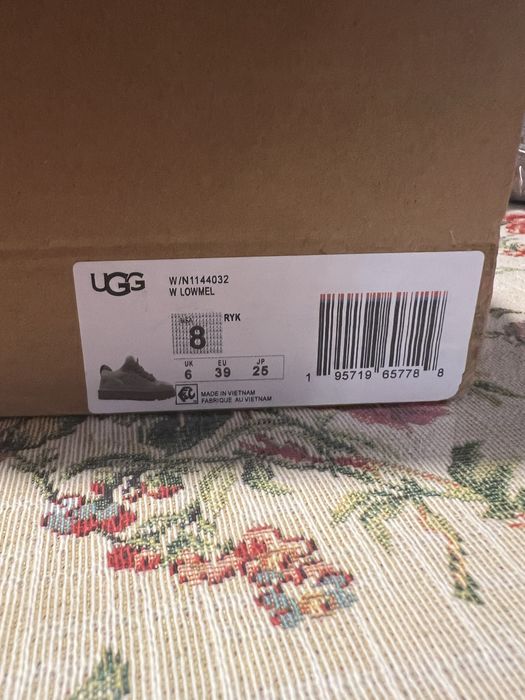 UGG
W/N1144032
W LOWMEL
USA
8
RYK
UK EU JP
6 39 25
MADE IN VIETNAM
FABRIQUE AU VIETNAM
1 95719 65778 8